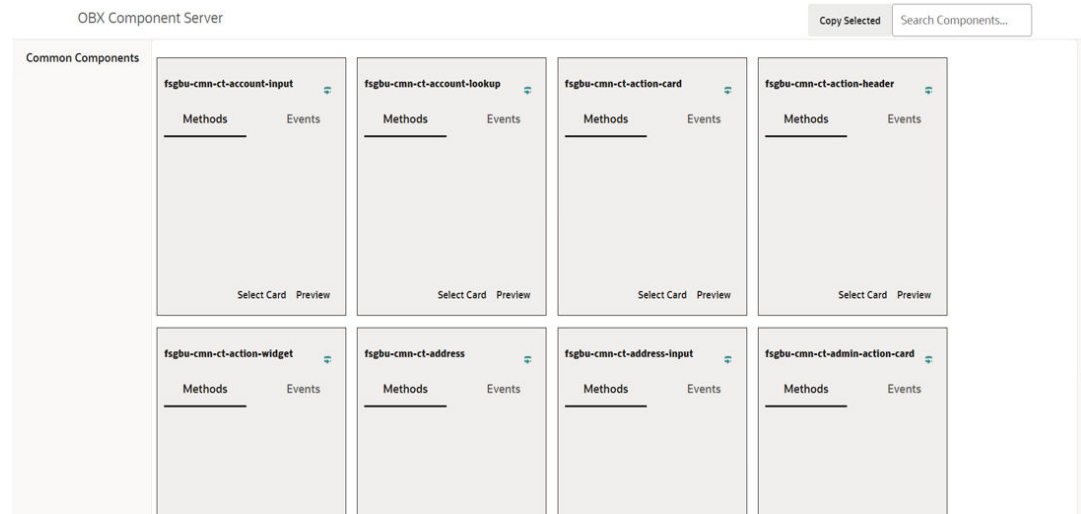 OBX Component Server
Copy Selected
Search Components...
Common Components
fsgbu-cmn-ct-account-input
Methods Events
Select Card Preview
fsgbu-cmn-ct-account-lookup
Methods Events
Select Card Preview
fsgbu-cmn-ct-action-card
Methods Events
Select Card Preview
fsgbu-cmn-ct-action-header
Methods Events
Select Card Preview
fsgbu-cmn-ct-action-widget
Methods Events
fsgbu-cmn-ct-address
Methods Events
fsgbu-cmn-ct-address-input
Methods Events
fsgbu-cmn-ct-admin-action-card
Methods Events